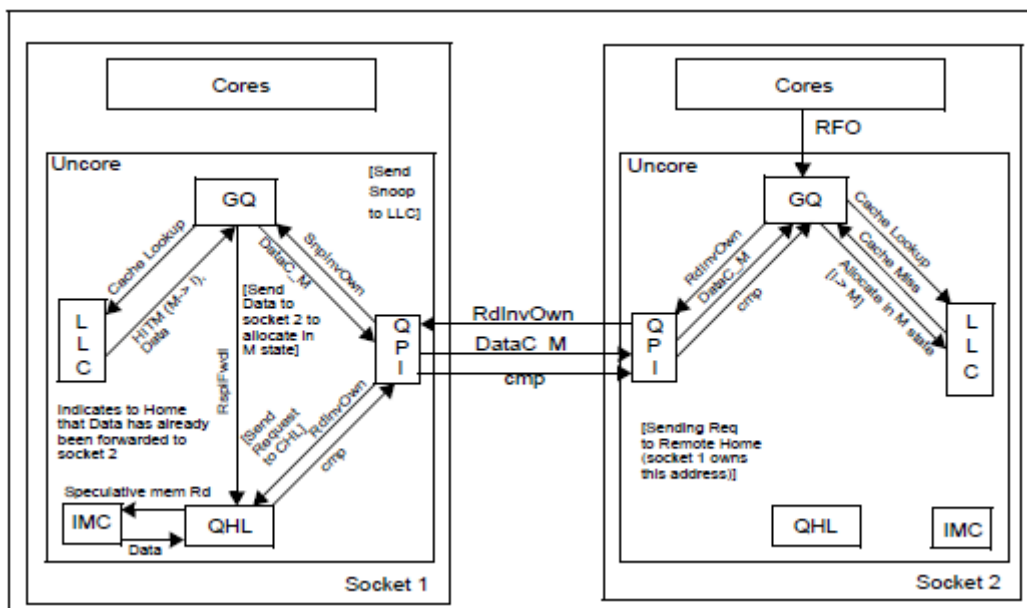 Cores
Uncore
[Send
Snoop
to LLC]
GQ
Cache Lookup
HITM (M-> I),
Data
DataC_M
SnpInvOwn
[Send
Data to
socket 2 to
allocate in
M state]
L
L
C
Q
P
I
RspIFwdI
Indicates to Home
that Data has already
been forwarded to
socket 2
[Send
Request
to CHL]
RdInvOwn
cmp
Speculative mem Rd
IMC
Data
QHL
Socket 1
RdInvOwn
DataC_M
cmp
Cores
RFO
Uncore
GQ
RdInvOwn
DataC_M
cmp
Cache Lookup
Cache Miss
Allocate in M state
[I-> M]
Q
P
I
L
L
C
[Sending Req
to Remote Home
(socket 1 owns
this address)]
QHL
IMC
Socket 2